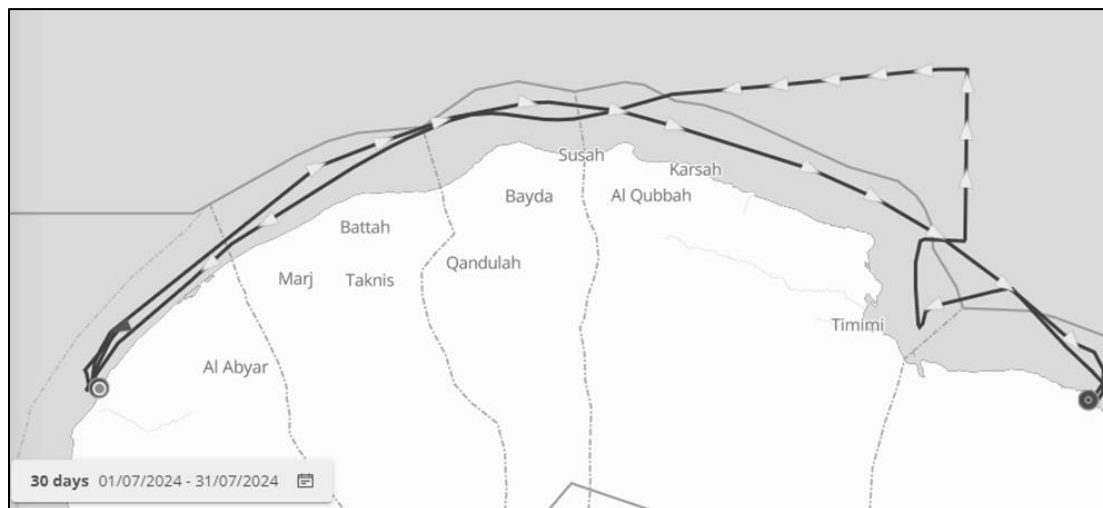 Susah
Karsah
Bayda
Al Qubbah
Battah
Qandulah
Marj
Taknis
Timimi
Al Abyar
30 days 01/07/2024 - 31/07/2024